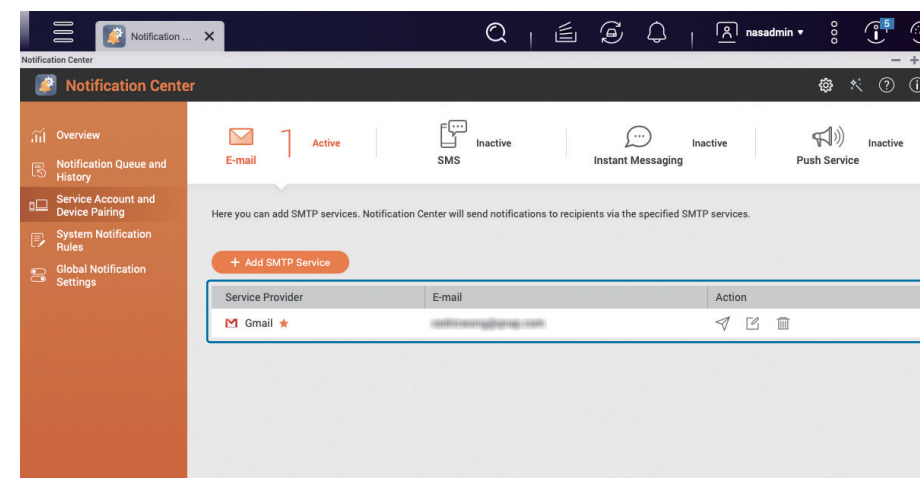 Notification ...
nasadmin
5
Notification Center
Notification Center
Overview
Notification Queue and
History
Service Account and
Device Pairing
System Notification
Rules
Global Notification
Settings
E-mail
1
Active
SMS
Inactive
Instant Messaging
Inactive
Push Service
Inactive
Here you can add SMTP services. Notification Center will send notifications to recipients via the specified SMTP services.
+ Add SMTP Service
Service Provider E-mail Action
Gmail